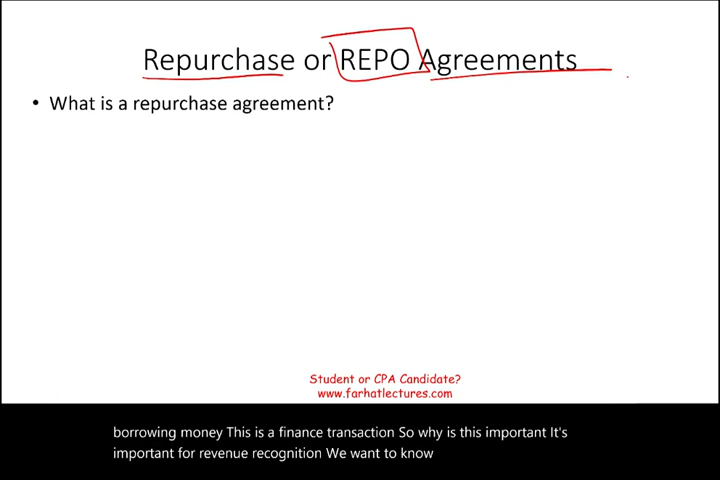 Repurchase or REPO Agreements
• What is a repurchase agreement?
Student or CPA Candidate?
www.farhatlectures.com
borrowing money This is a finance transaction So why is this important It's
important for revenue recognition We want to know